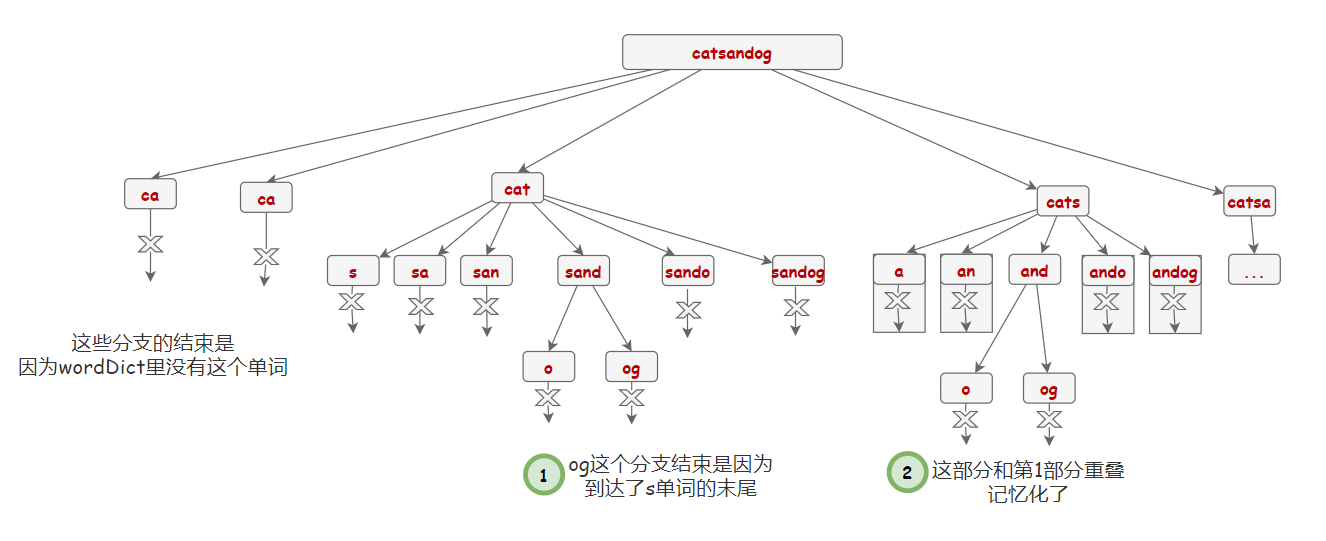 catsandog
ca
ca
cat
cats
catsa
s
sa
san
sand
sando
sandog
a
an
and
ando
andog
...
这些分支的结束是
因为wordDict里没有这个单词
o
og
o
og
1
og这个分支结束是因为
到达了s单词的末尾
2
这部分和第1部分重叠
记忆化了